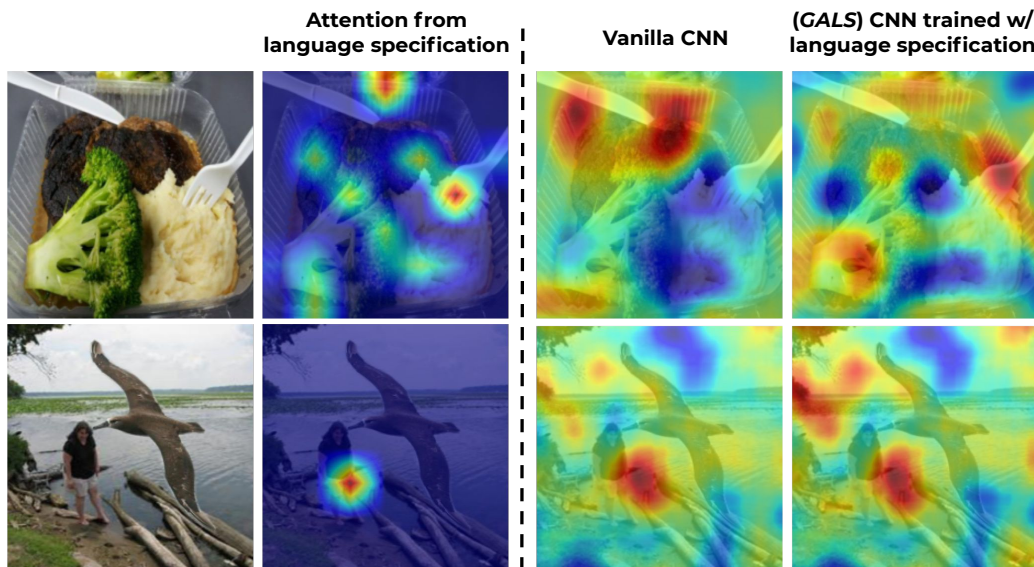 Attention from
language specification
Vanilla CNN
(GALS) CNN trained w/
language specification